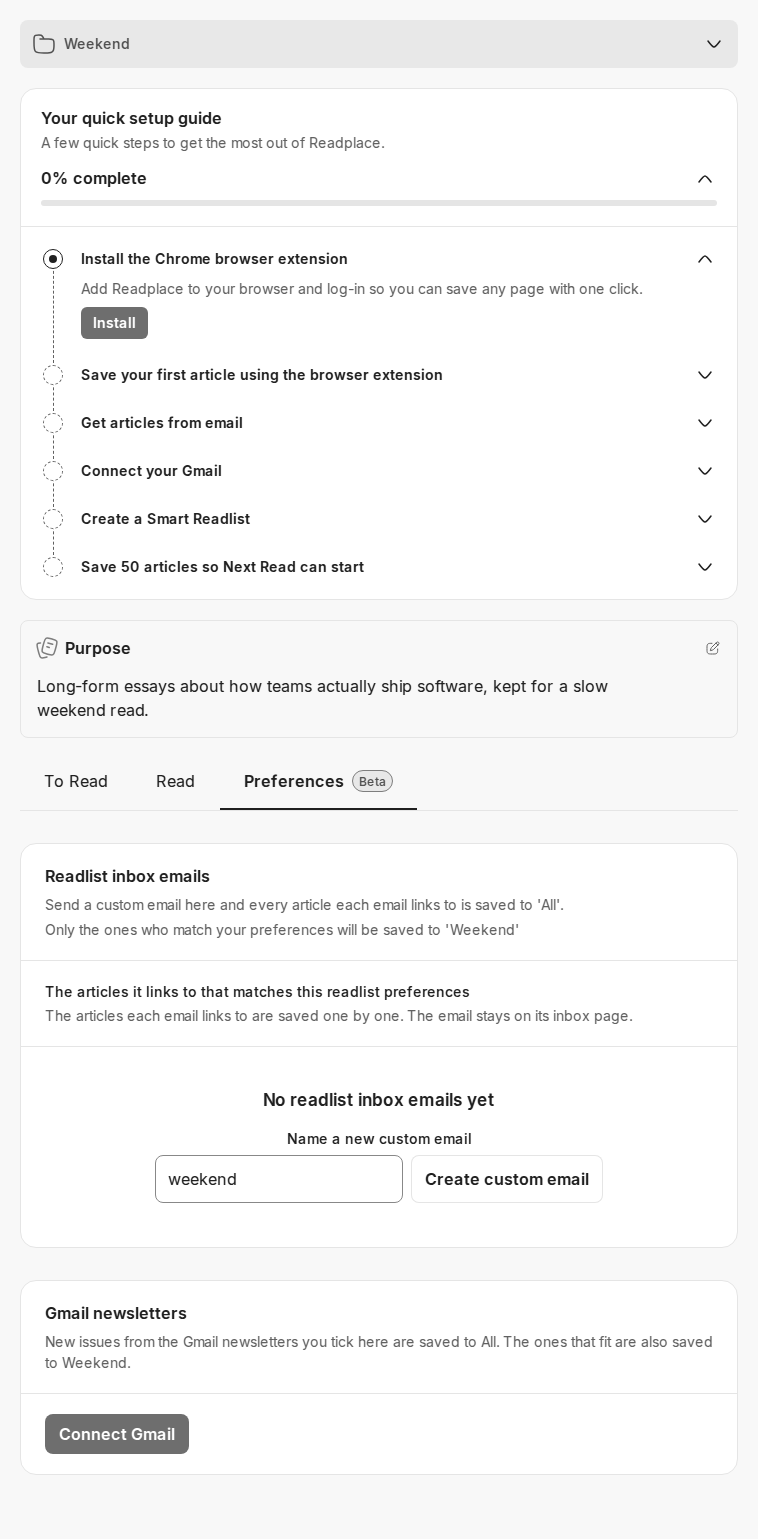 Weekend
Your quick setup guide
A few quick steps to get the most out of Readplace.
0% complete
Install the Chrome browser extension
Add Readplace to your browser and log-in so you can save any page with one click.
Install
Save your first article using the browser extension
Get articles from email
Connect your Gmail
Create a Smart Readlist
Save 50 articles so Next Read can start
Purpose
Long-form essays about how teams actually ship software, kept for a slow
weekend read.
To Read Read Preferences Beta
Readlist inbox emails
Send a custom email here and every article each email links to is saved to 'All'.
Only the ones who match your preferences will be saved to 'Weekend'
The articles it links to that matches this readlist preferences
The articles each email links to are saved one by one. The email stays on its inbox page.
No readlist inbox emails yet
Name a new custom email
weekend Create custom email
Gmail newsletters
New issues from the Gmail newsletters you tick here are saved to All. The ones that fit are also saved
to Weekend.
Connect Gmail